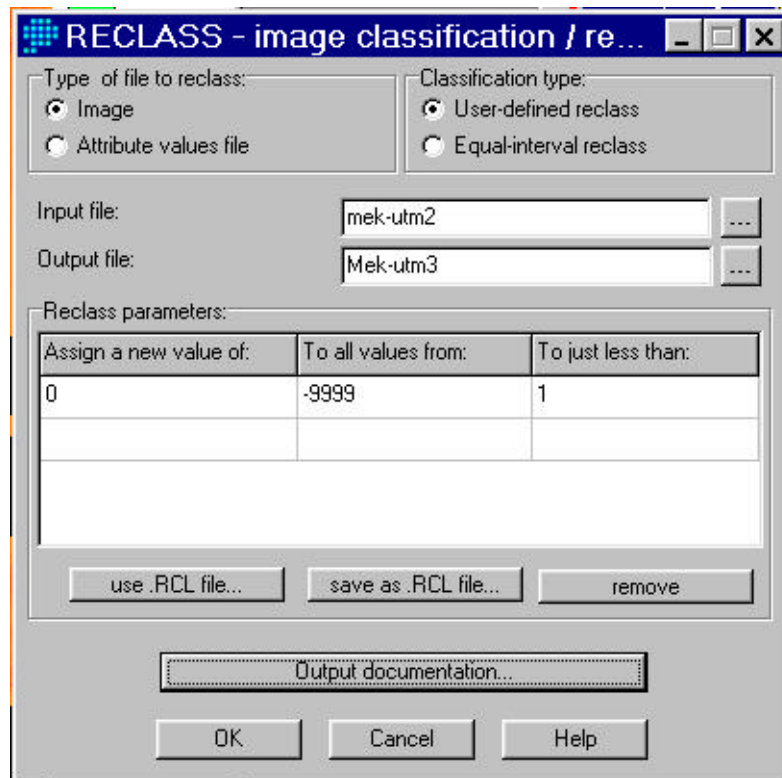 RECLASS - image classification / re...
Type of file to reclass:
Image
Attribute values file
Classification type:
User-defined reclass
Equal-interval reclass
Input file:
mek-utm2
...
Output file:
Mek-utm3
...
Reclass parameters:
Assign a new value of: To all values from: To just less than:
0 -9999 1
use .RCL file... save as .RCL file... remove
Output documentation...
OK Cancel Help